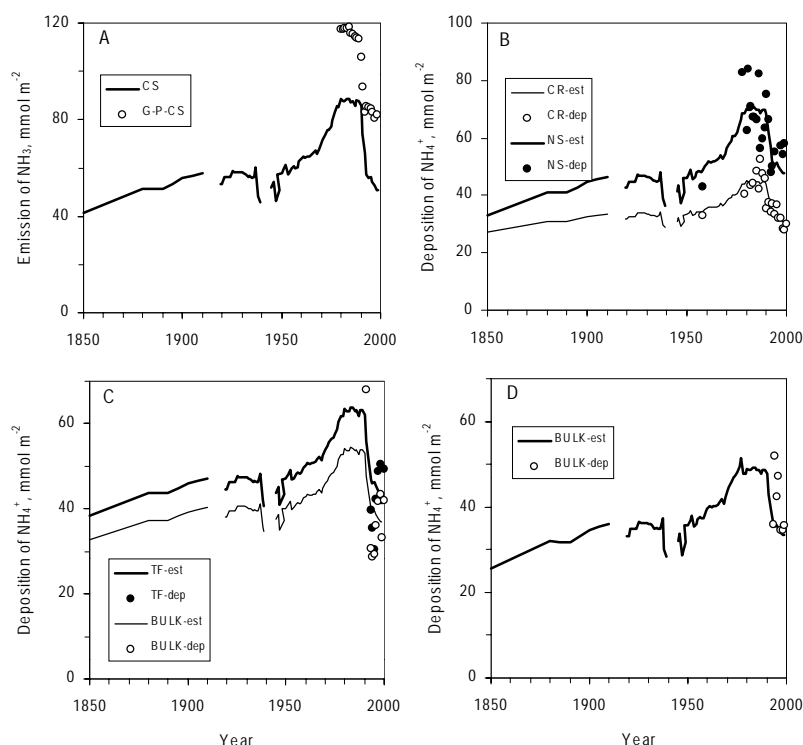 A
Emission of NH₃, mmol m⁻²
120
80
40
0
CS
G-P-CS
1850 1900 1950 2000
B
Deposition of NH₄⁺, mmol m⁻²
100
80
60
40
20
0
CR-est
CR-dep
NS-est
NS-dep
1850 1900 1950 2000
C
Deposition of NH₄⁺, mmol m⁻²
60
40
20
0
TF-est
TF-dep
BULK-est
BULK-dep
1850 1900 1950 2000
Year
D
Deposition of NH₄⁺, mmol m⁻²
60
40
20
0
BULK-est
BULK-dep
1850 1900 1950 2000
Year